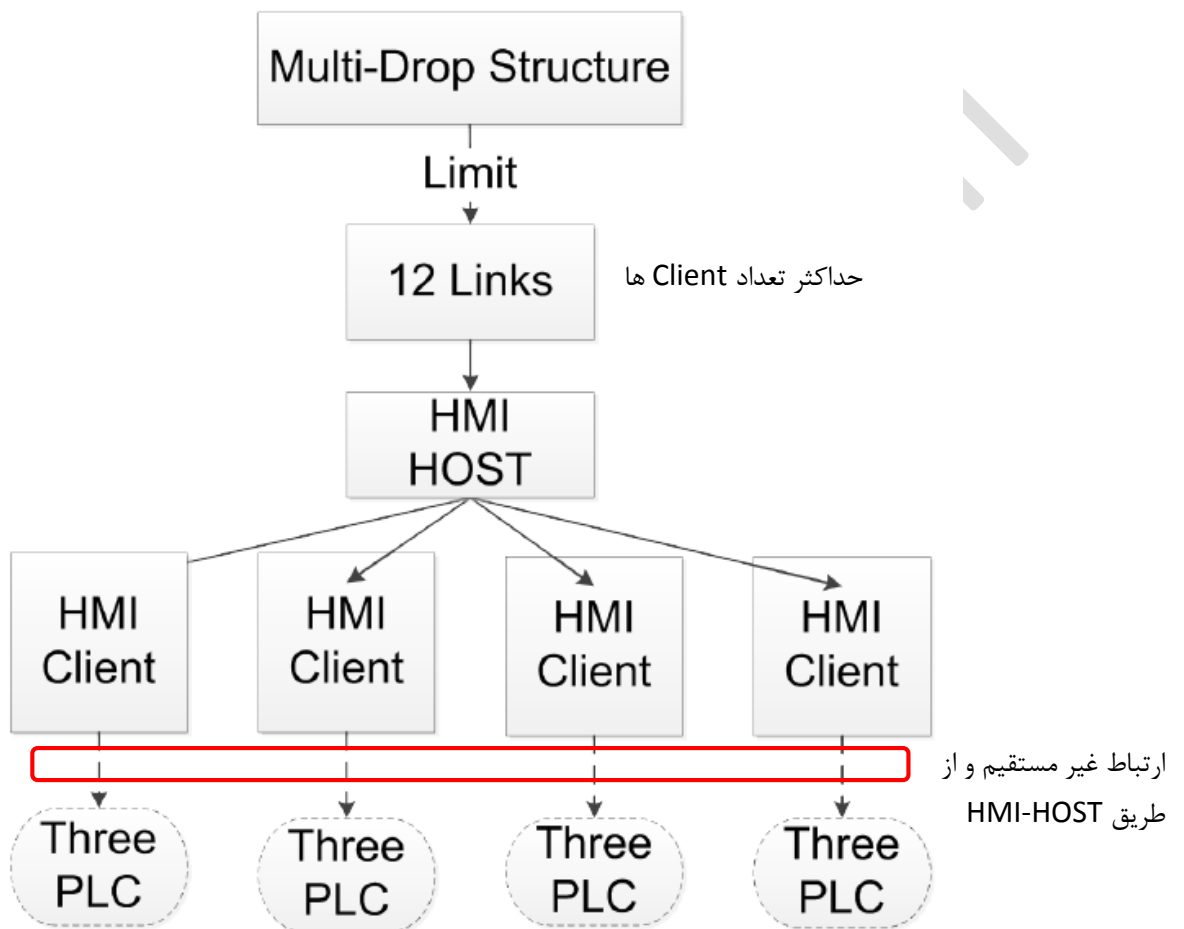 Multi-Drop Structure
Limit
12 Links
حداکثر تعداد Client ها
HMI
HOST
HMI
Client
HMI
Client
HMI
Client
HMI
Client
ارتباط غیر مستقیم و از
طریق HMI-HOST
Three
PLC
Three
PLC
Three
PLC
Three
PLC